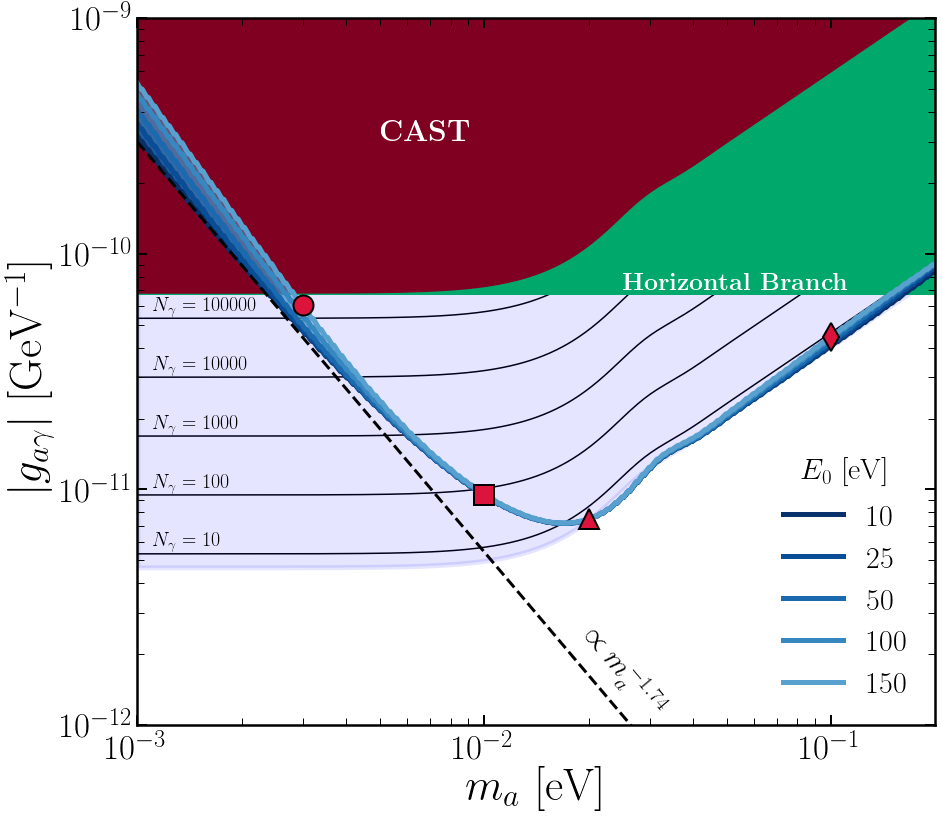 10⁻⁹
CAST
10⁻¹⁰
Horizontal Branch
N_γ = 100000
N_γ = 10000
N_γ = 1000
10⁻¹¹
N_γ = 100
N_γ = 10
E₀ [eV]
10
25
50
100
150
∝ m_a^−1.74
10⁻¹²
10⁻³
10⁻²
10⁻¹
m_a [eV]
|g_aγ| [GeV⁻¹]